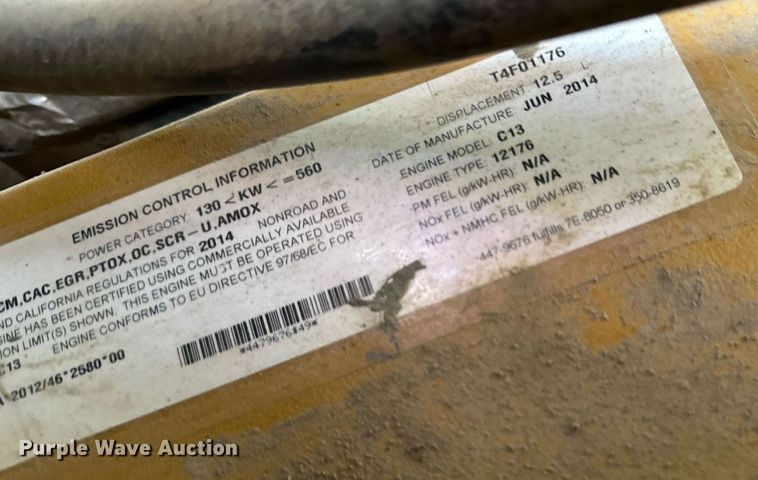 EMISSION CONTROL INFORMATION
POWER CATEGORY: 130 < KW < = 560
CM,CAC,EGR,PTOX,OC,SCR-U,AMOX
ND CALIFORNIA REGULATIONS FOR 2014 NONROAD AND
INE HAS BEEN CERTIFIED USING COMMERCIALLY AVAILABLE
ION LIMIT(S) SHOWN. THIS ENGINE MUST BE OPERATED USING
ENGINE CONFORMS TO EU DIRECTIVE 97/68/EC FOR
C13
2012/46*2580*00
*4479676149*
T4F01176
DISPLACEMENT: 12.5 L
DATE OF MANUFACTURE: JUN 2014
ENGINE MODEL: C13
ENGINE TYPE: 12176
PM FEL (g/KW-HR): N/A
NOx FEL (g/KW-HR): N/A
NOx + NMHC FEL (g/KW-HR): N/A
447-9676 fulfills 7E-8050 or 350-8619
Purple Wave Auction